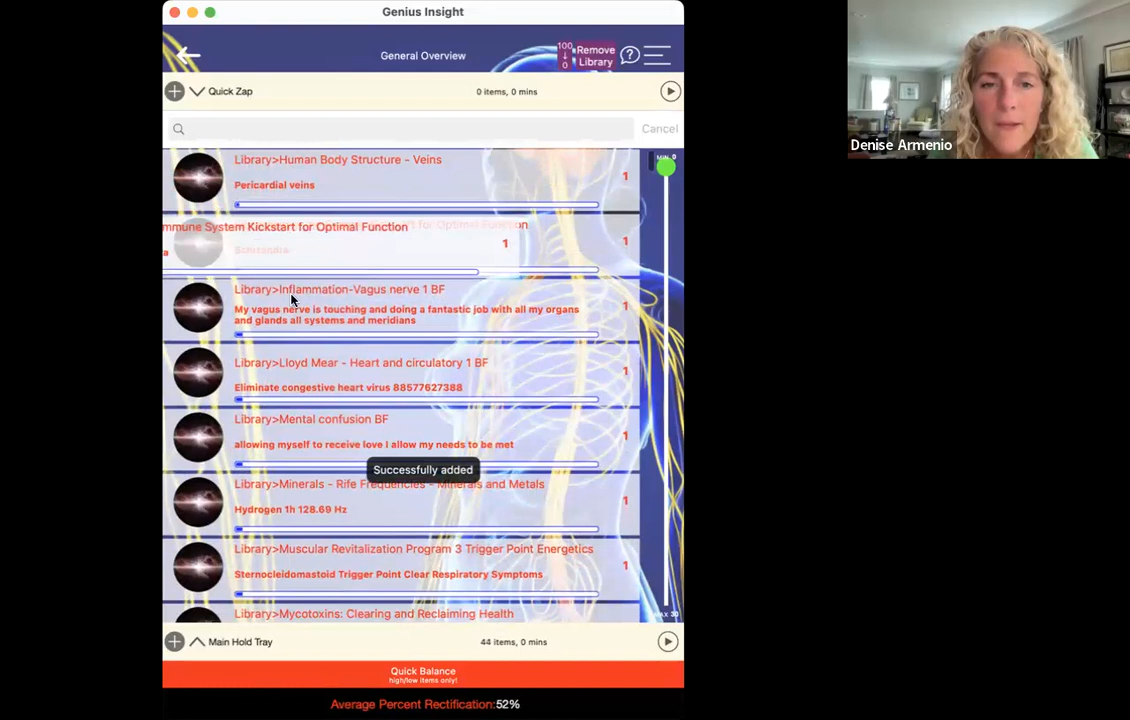 Genius Insight
General Overview
100
0
Remove
Library
Quick Zap
0 items, 0 mins
Cancel
MIN 0
Library>Human Body Structure - Veins
Pericardial veins
1
mmune System Kickstart for Optimal Function
a
1
1
Library>Inflammation-Vagus nerve 1 BF
My vagus nerve is touching and doing a fantastic job with all my organs
and glands all systems and meridians
1
Library>Lloyd Mear - Heart and circulatory 1 BF
Eliminate congestive heart virus 88577627388
1
Library>Mental confusion BF
allowing myself to receive love I allow my needs to be met
1
Successfully added
Library>Minerals - Rife Frequencies - Minerals and Metals
Hydrogen 1h 128.69 Hz
1
Library>Muscular Revitalization Program 3 Trigger Point Energetics
Sternocleidomastoid Trigger Point Clear Respiratory Symptoms
1
Library>Mycotoxins: Clearing and Reclaiming Health
MAX 30
Main Hold Tray
44 items, 0 mins
Quick Balance
high/low items only!
Average Percent Rectification:52%
Denise Armenio